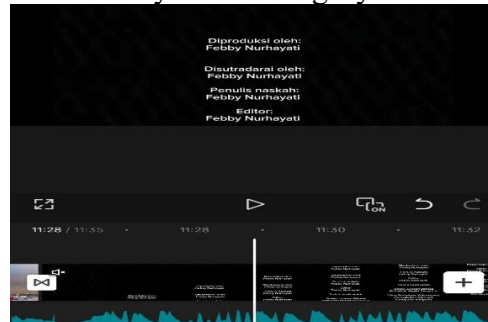 Diproduksi oleh:
Febby Nurhayati
Disutradarai oleh:
Febby Nurhayati
Penulis naskah:
Febby Nurhayati
Editor:
Febby Nurhayati
ON
11:28 / 11:35
11:28
11:30
11:32